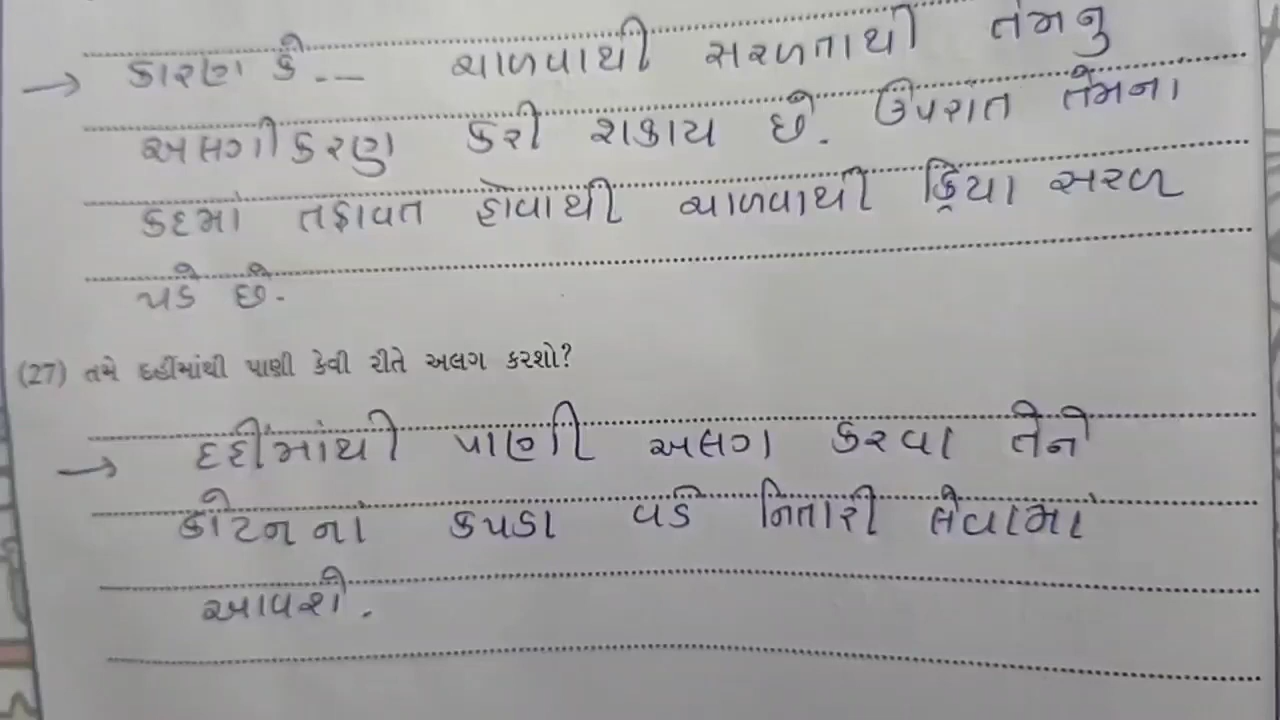 → કારણ કે -- ચાળવાથી સરળતાથી તેમનુ
અલગીકરણ કરી શકાય છે. ઉપરાંત તેમના
કદમાં તફાવત હોવાથી ચાળવાથી ક્રિયા સરળ
પડે છે.
(27) તમે દહીંમાંથી પાણી કેવી રીતે અલગ કરશો?
→ દહીંમાંથી પાણી અલગ કરવા તેને
કોટનનાં કપડા વડે નિતારી લેવામાં
આવશે.